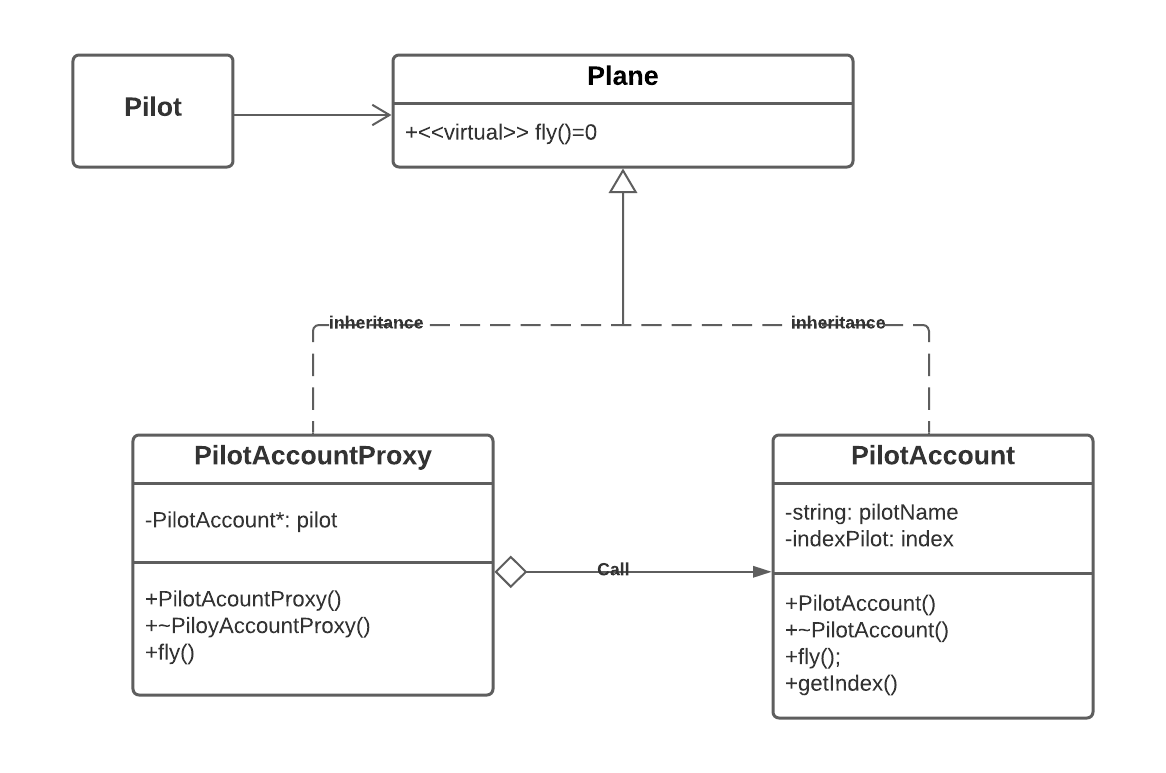 Pilot
Plane
+<<virtual>> fly()=0
inheritance
inheritance
PilotAccountProxy
-PilotAccount*: pilot
+PilotAcountProxy()
+~PiloyAccountProxy()
+fly()
Call
PilotAccount
-string: pilotName
-indexPilot: index
+PilotAccount()
+~PilotAccount()
+fly();
+getIndex()